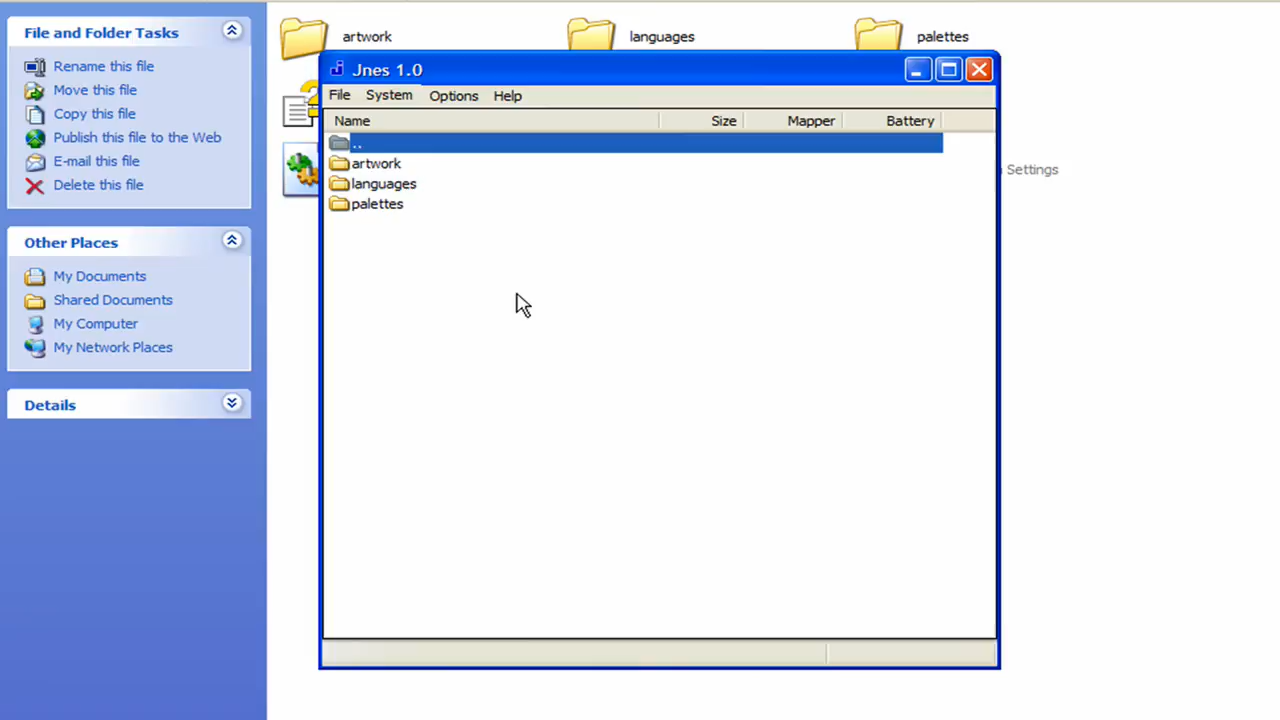 File and Folder Tasks
Rename this file
Move this file
Copy this file
Publish this file to the Web
E-mail this file
Delete this file
Other Places
My Documents
Shared Documents
My Computer
My Network Places
Details
artwork
languages
palettes
Settings
Jnes 1.0
File System Options Help
Name Size Mapper Battery
..
artwork
languages
palettes